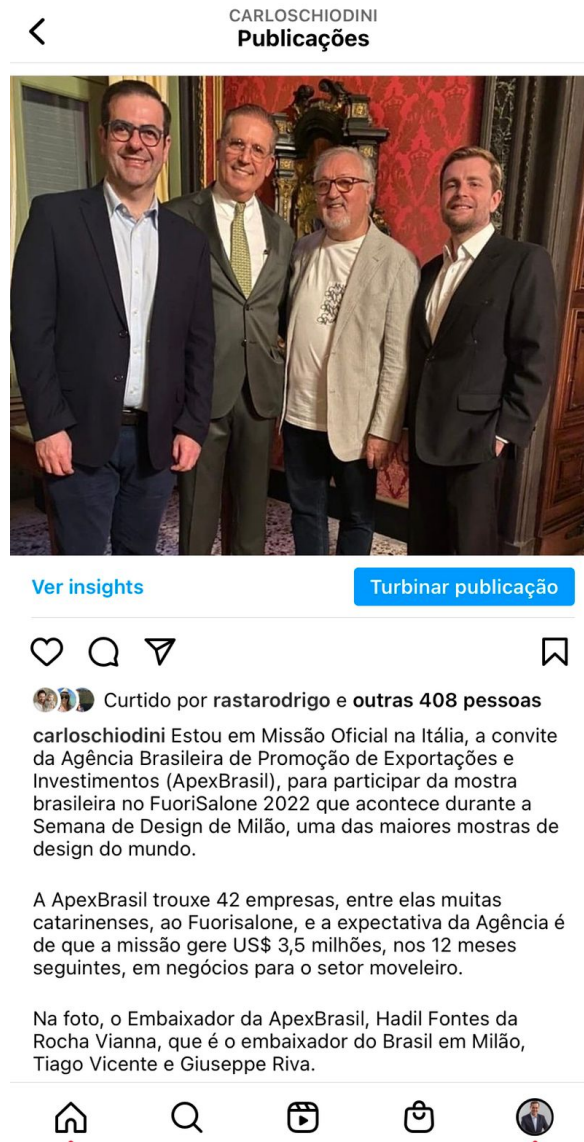 CARLOSCHIODINI
Publicações
Ver insights
Turbinar publicação
Curtido por rastarodrigo e outras 408 pessoas
carloschiodini Estou em Missão Oficial na Itália, a convite
da Agência Brasileira de Promoção de Exportações e
Investimentos (ApexBrasil), para participar da mostra
brasileira no FuoriSalone 2022 que acontece durante a
Semana de Design de Milão, uma das maiores mostras de
design do mundo.
A ApexBrasil trouxe 42 empresas, entre elas muitas
catarinenses, ao Fuorisalone, e a expectativa da Agência é
de que a missão gere US$ 3,5 milhões, nos 12 meses
seguintes, em negócios para o setor moveleiro.
Na foto, o Embaixador da ApexBrasil, Hadil Fontes da
Rocha Vianna, que é o embaixador do Brasil em Milão,
Tiago Vicente e Giuseppe Riva.